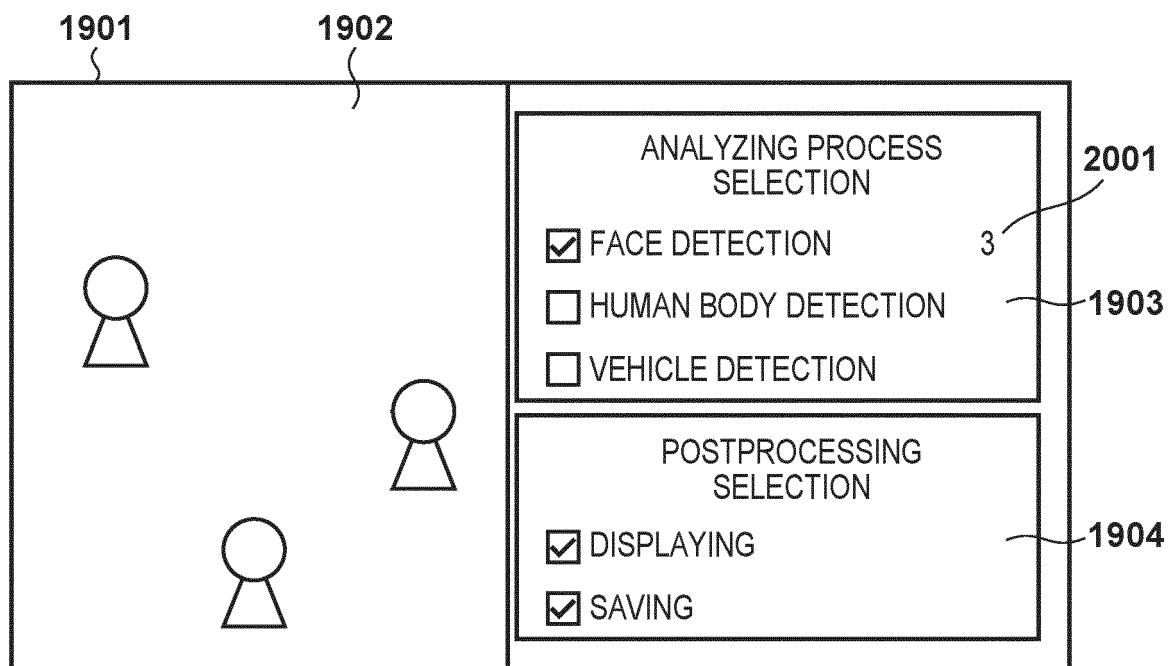 1901
1902
ANALYZING PROCESS
SELECTION
2001
FACE DETECTION 3
HUMAN BODY DETECTION
1903
VEHICLE DETECTION
POSTPROCESSING
SELECTION
DISPLAYING
1904
SAVING